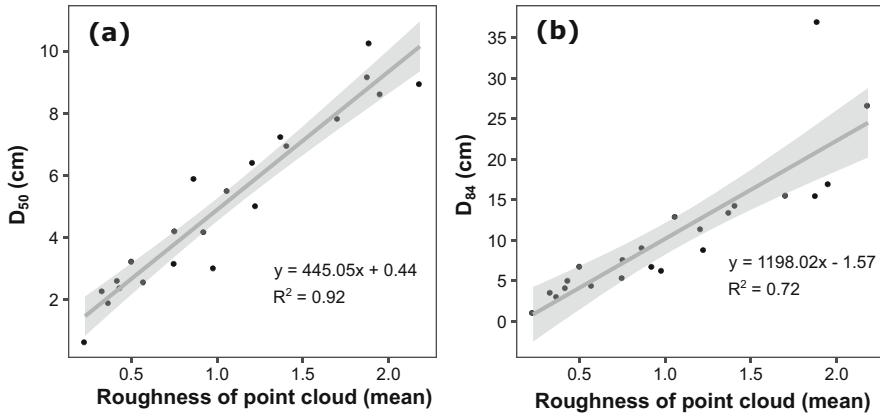 (a)
10
8
6
4
2
D50 (cm)
y = 445.05x + 0.44
R² = 0.92
0.5 1.0 1.5 2.0
Roughness of point cloud (mean)
(b)
35
30
25
20
15
10
5
0
D84 (cm)
y = 1198.02x - 1.57
R² = 0.72
0.5 1.0 1.5 2.0
Roughness of point cloud (mean)